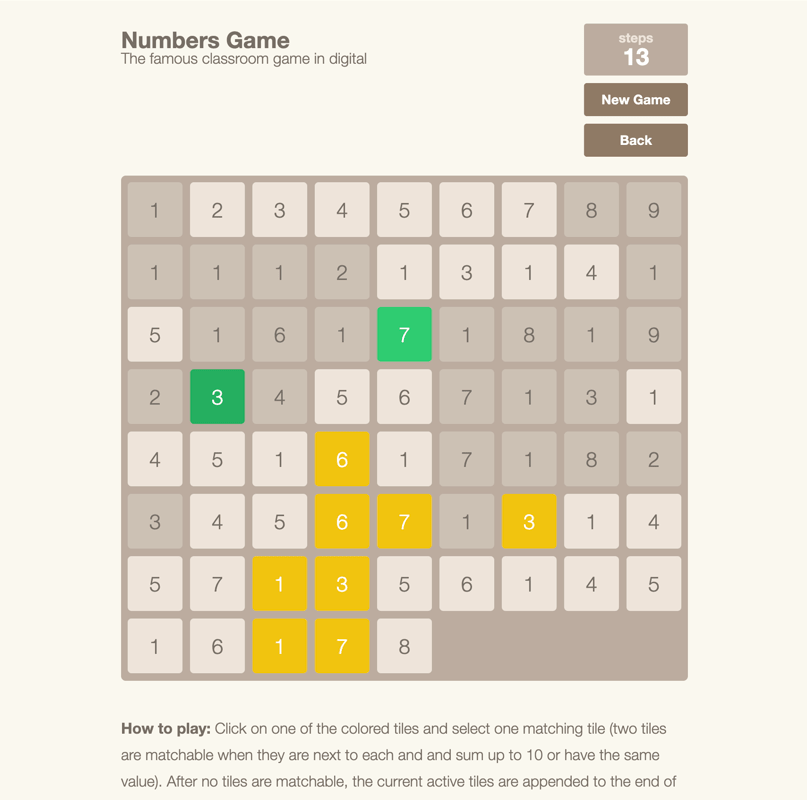 Numbers Game
The famous classroom game in digital
steps
13
New Game
Back
1 2 3 4 5 6 7 8 9
1 1 1 2 1 3 1 4 1
5 1 6 1 7 1 8 1 9
2 3 4 5 6 7 1 3 1
4 5 1 6 1 7 1 8 2
3 4 5 6 7 1 3 1 4
5 7 1 3 5 6 1 4 5
1 6 1 7 8
How to play: Click on one of the colored tiles and select one matching tile (two tiles
are matchable when they are next to each and and sum up to 10 or have the same
value). After no tiles are matchable, the current active tiles are appended to the end of